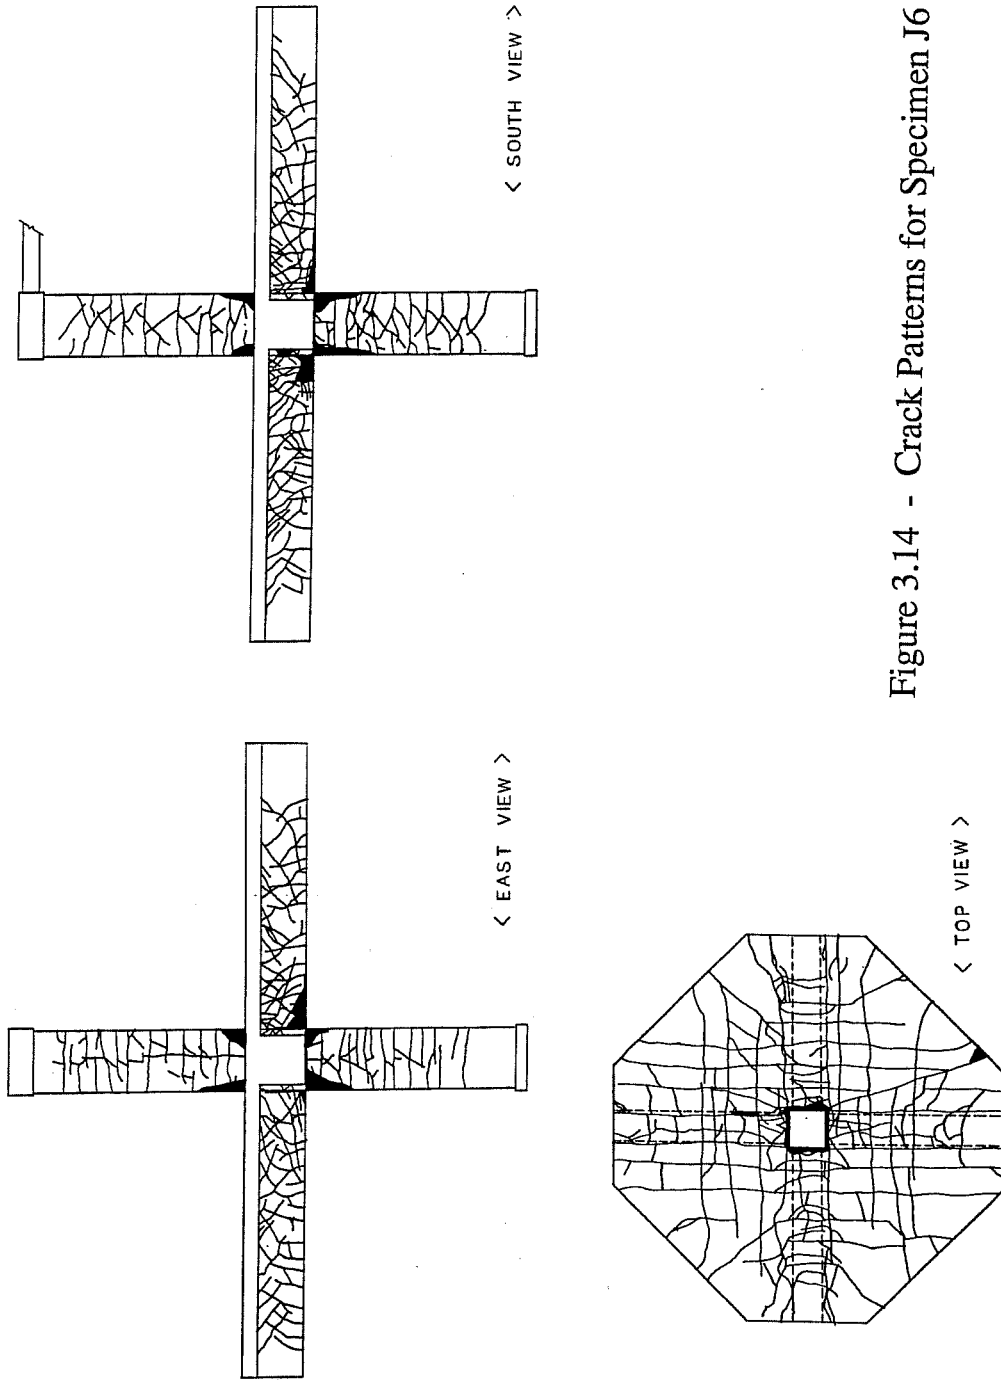 < EAST VIEW >
< SOUTH VIEW >
< TOP VIEW >
Figure 3.14 - Crack Patterns for Specimen J6